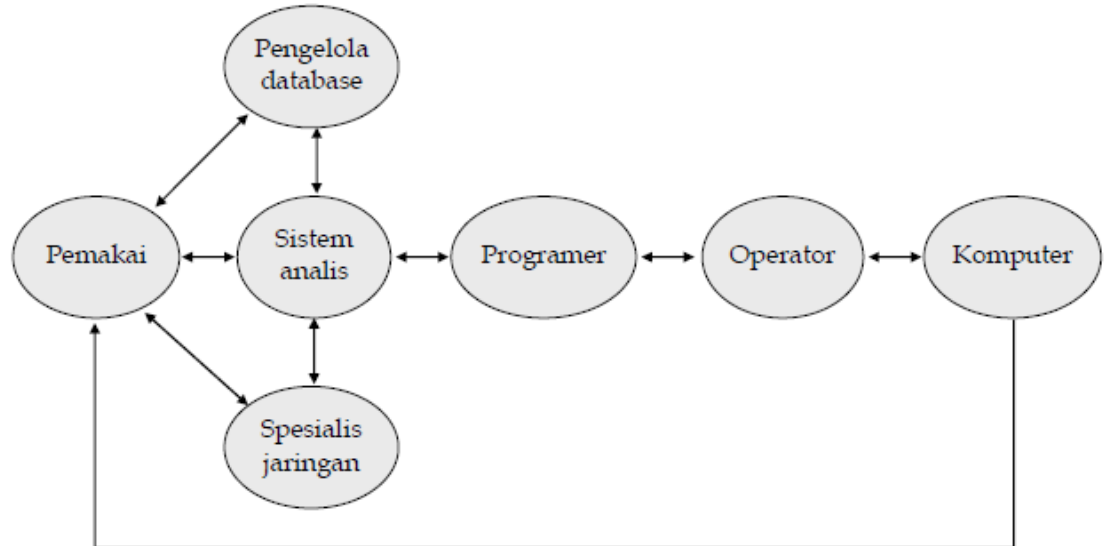 Pengelola
database
Pemakai
Sistem
analis
Programer
Operator
Komputer
Spesialis
jaringan